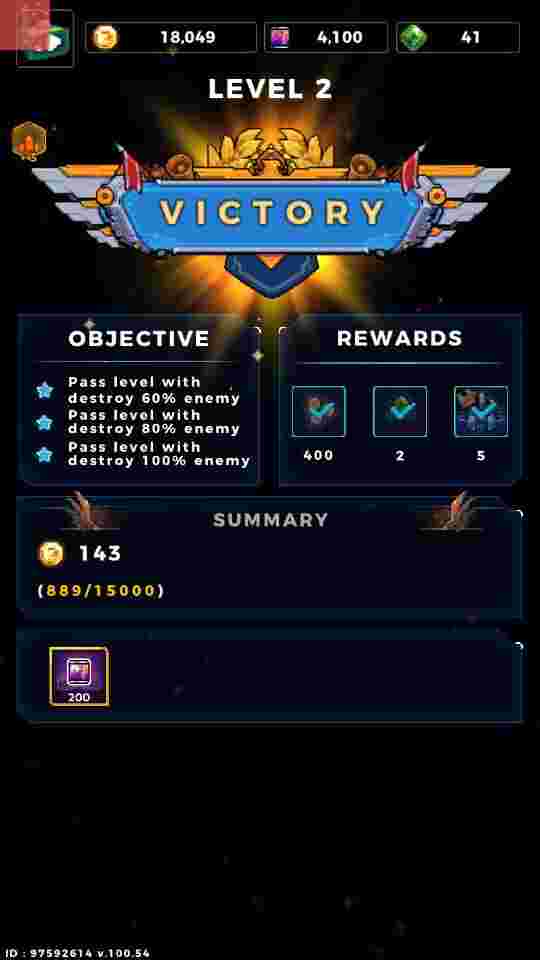 18,049
4,100
41
LEVEL 2
VICTORY
OBJECTIVE
Pass level with
destroy 60% enemy
Pass level with
destroy 80% enemy
Pass level with
destroy 100% enemy
REWARDS
400
2
5
SUMMARY
143
(889/15000)
200
ID : 97592614 v.100.54